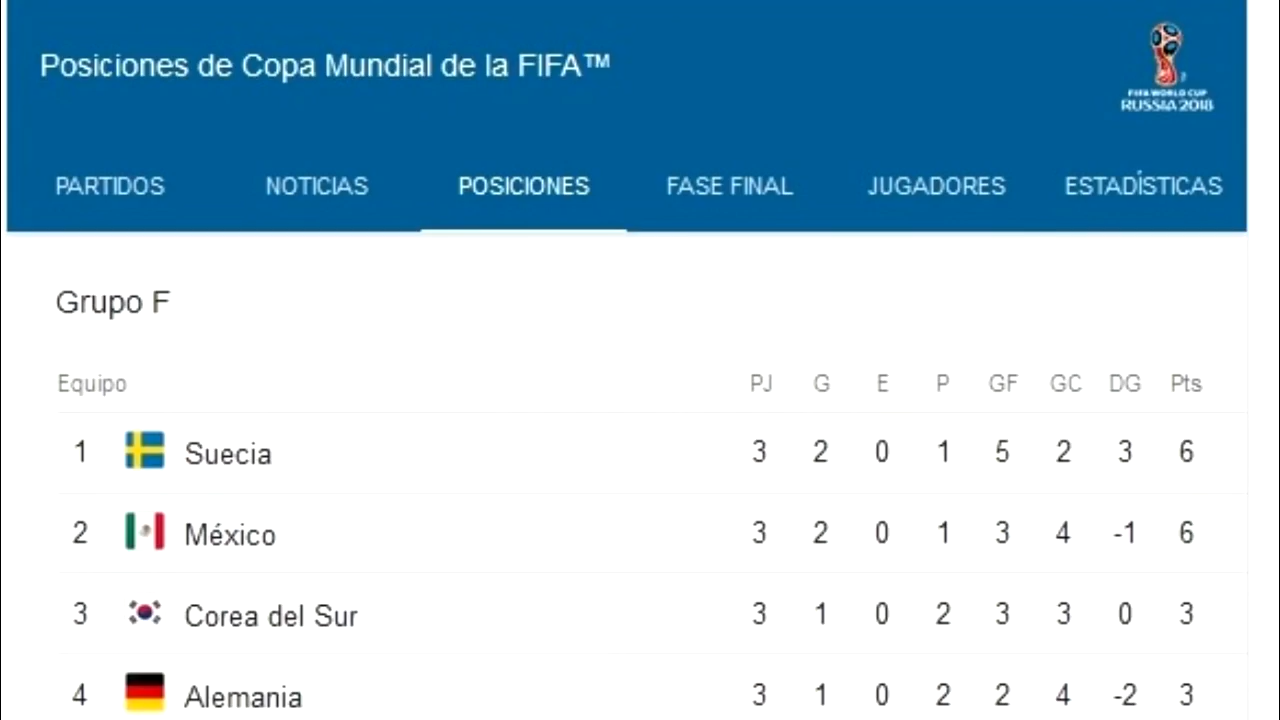 Posiciones de Copa Mundial de la FIFA™
FIFA WORLD CUP
RUSSIA 2018
PARTIDOS NOTICIAS POSICIONES FASE FINAL JUGADORES ESTADÍSTICAS
Grupo F
Equipo PJ G E P GF GC DG Pts
1 Suecia 3 2 0 1 5 2 3 6
2 México 3 2 0 1 3 4 -1 6
3 Corea del Sur 3 1 0 2 3 3 0 3
4 Alemania 3 1 0 2 2 4 -2 3